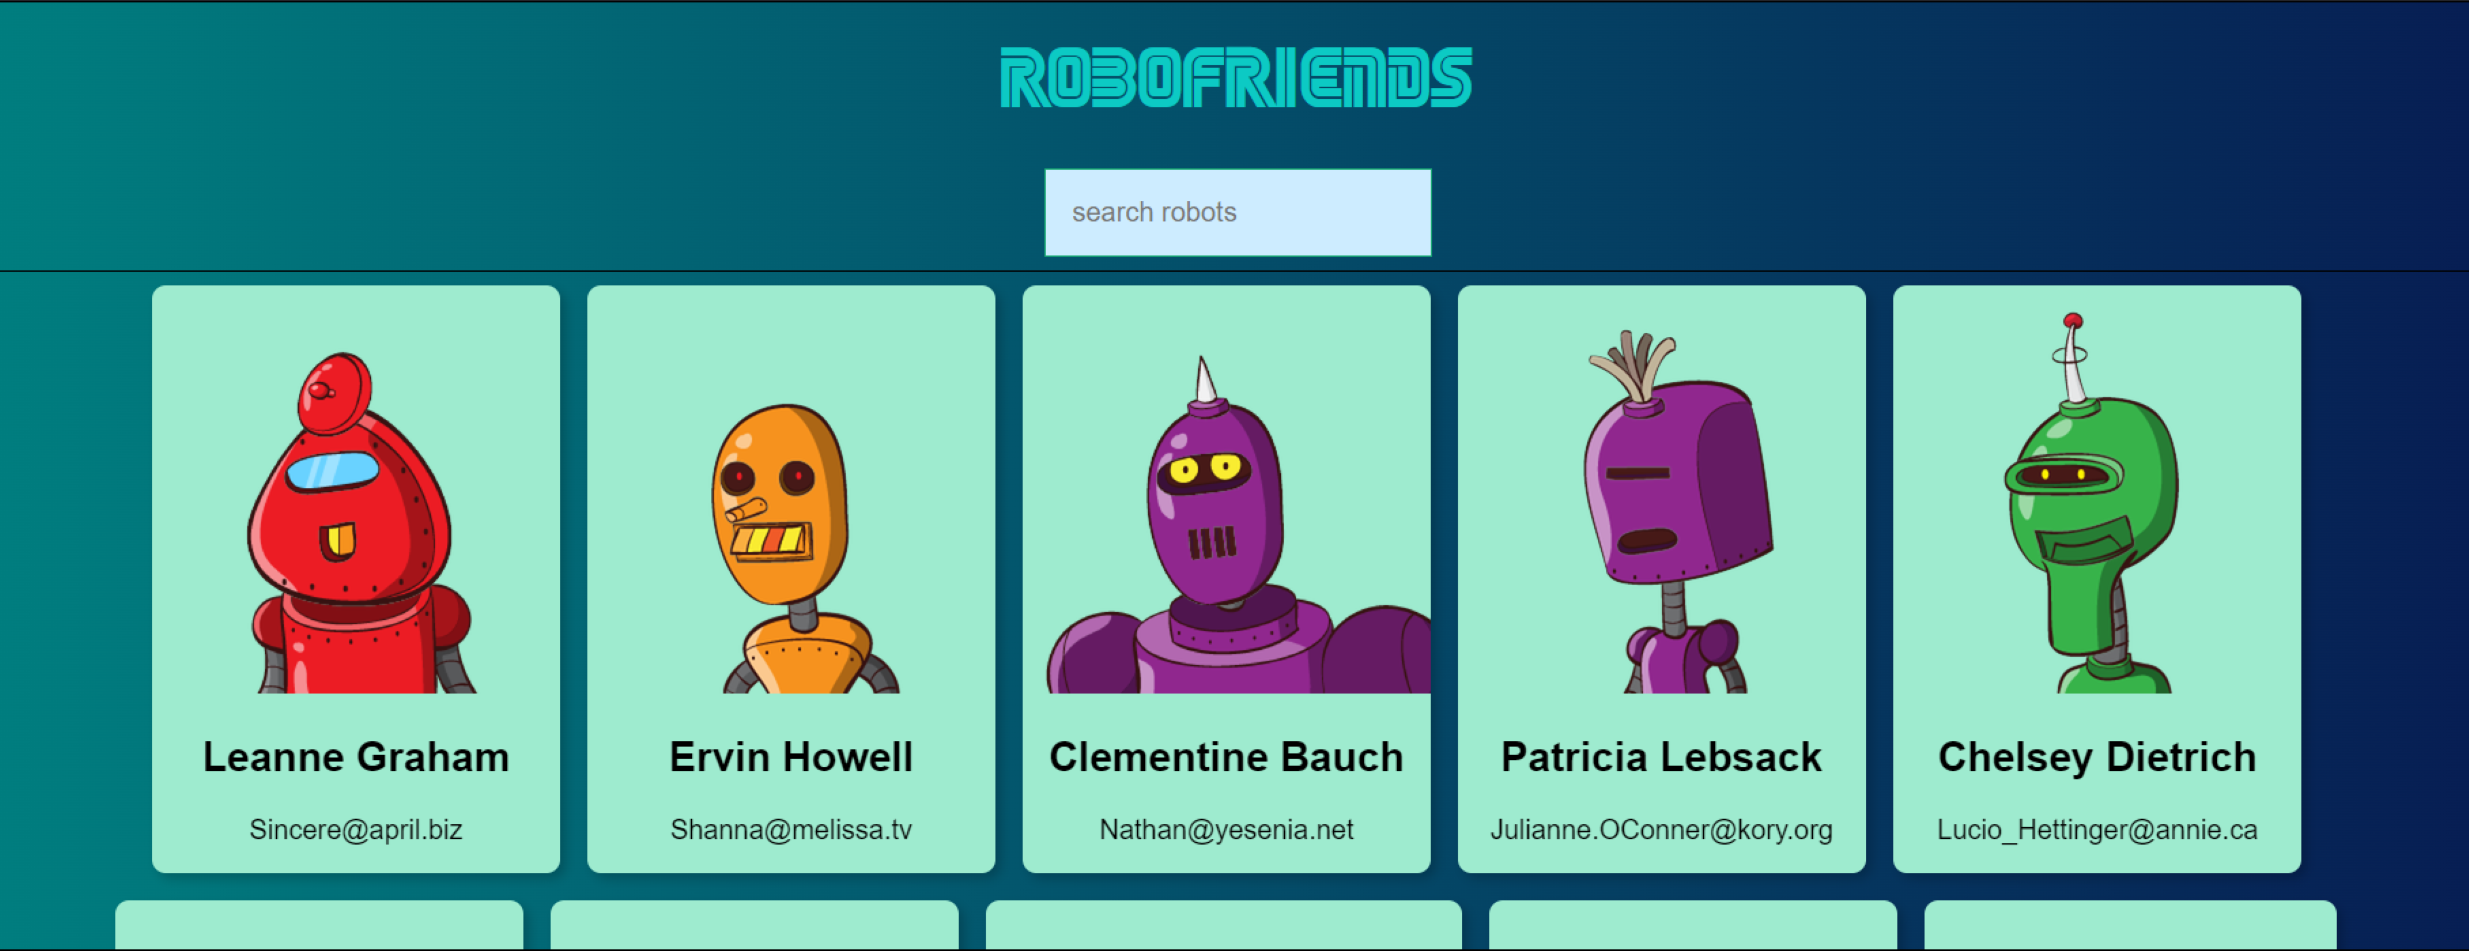 ROBOFRIENDS
search robots
Leanne Graham
Sincere@april.biz
Ervin Howell
Shanna@melissa.tv
Clementine Bauch
Nathan@yesenia.net
Patricia Lebsack
Julianne.OConner@kory.org
Chelsey Dietrich
Lucio_Hettinger@annie.ca